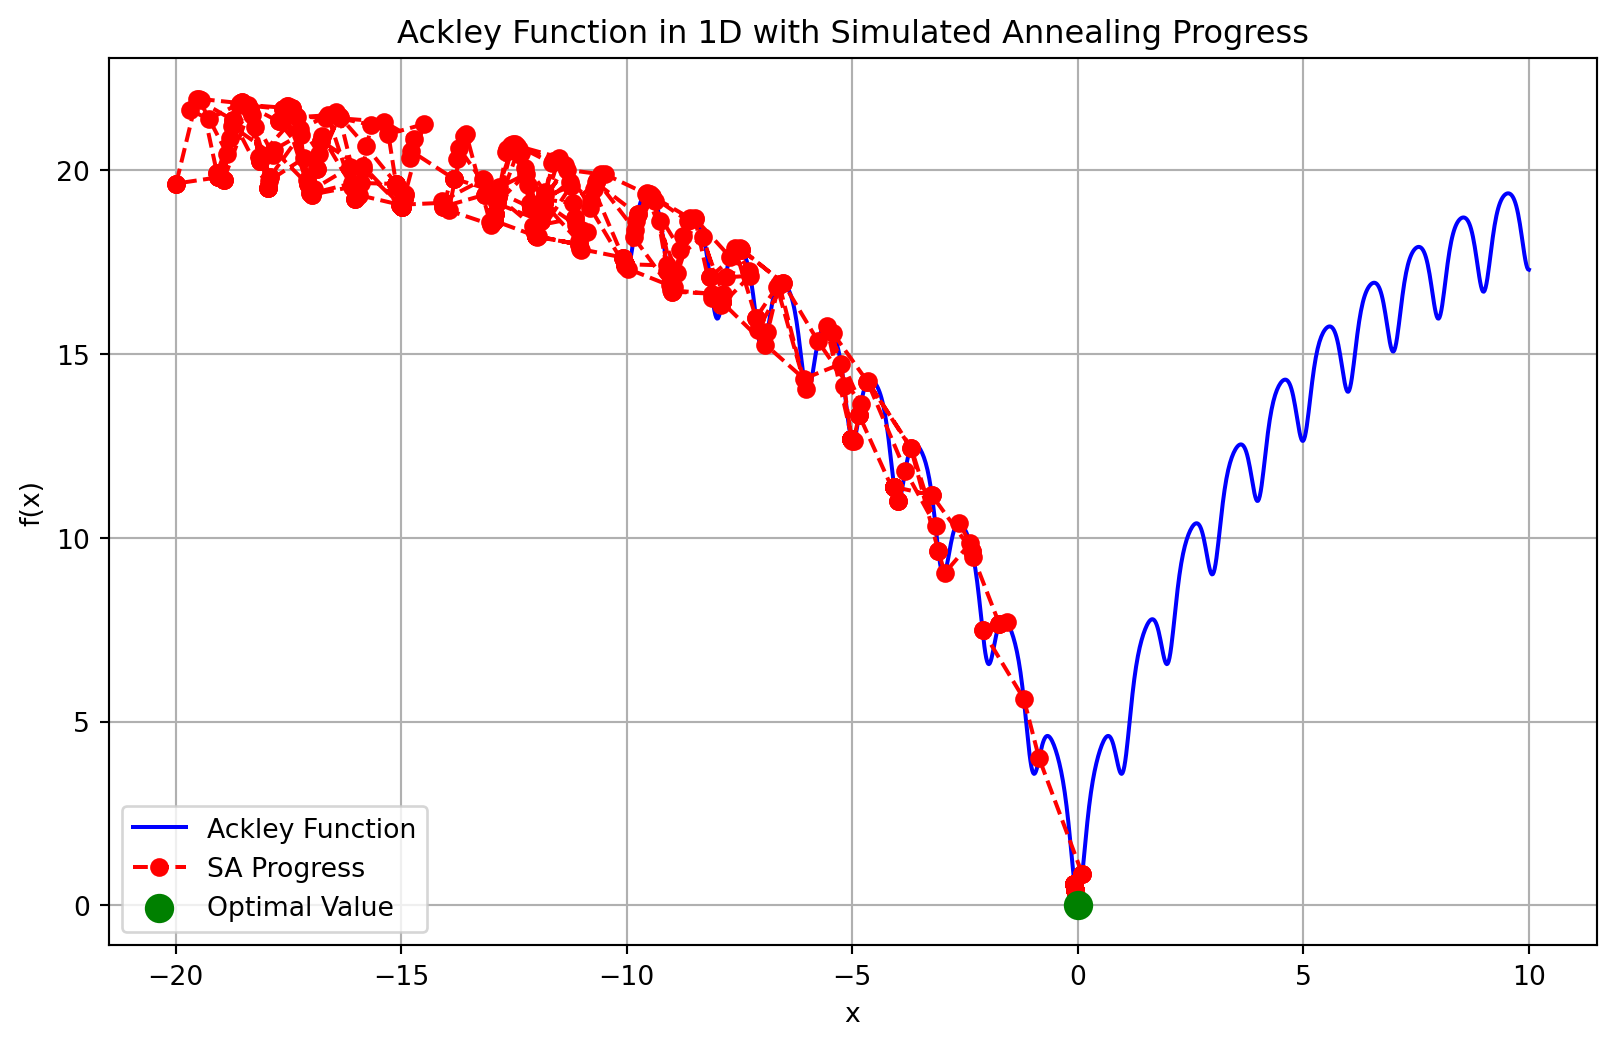 Ackley Function in 1D with Simulated Annealing Progress
f(x)
20
15
10
5
0
Ackley Function
SA Progress
Optimal Value
−20 −15 −10 −5 0 5 10
x